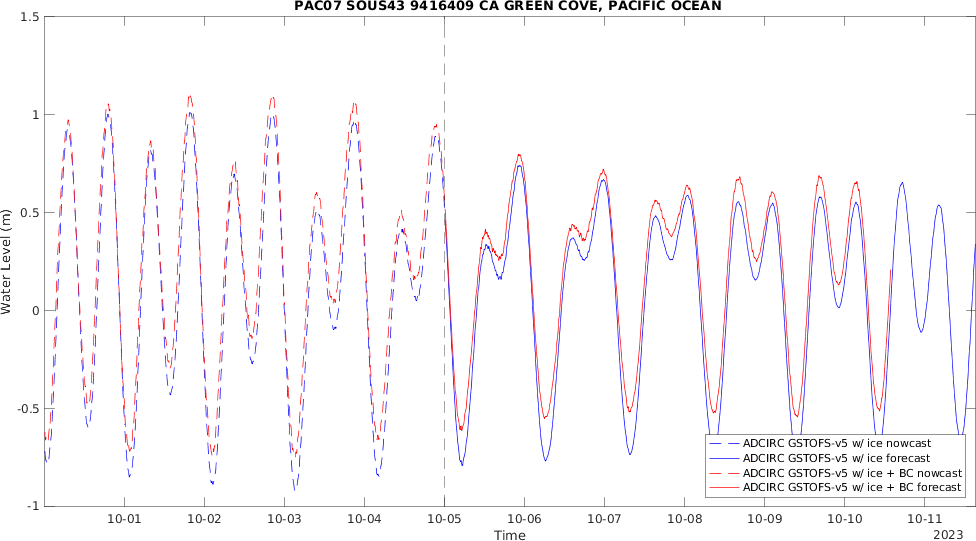 PAC07 SOUS43 9416409 CA GREEN COVE, PACIFIC OCEAN
1.5
1
0.5
0
-0.5
-1
Water Level (m)
10-01 10-02 10-03 10-04 10-05 10-06 10-07 10-08 10-09 10-10 10-11
Time
2023
ADCIRC GSTOFS-v5 w/ ice nowcast
ADCIRC GSTOFS-v5 w/ ice forecast
ADCIRC GSTOFS-v5 w/ ice + BC nowcast
ADCIRC GSTOFS-v5 w/ ice + BC forecast